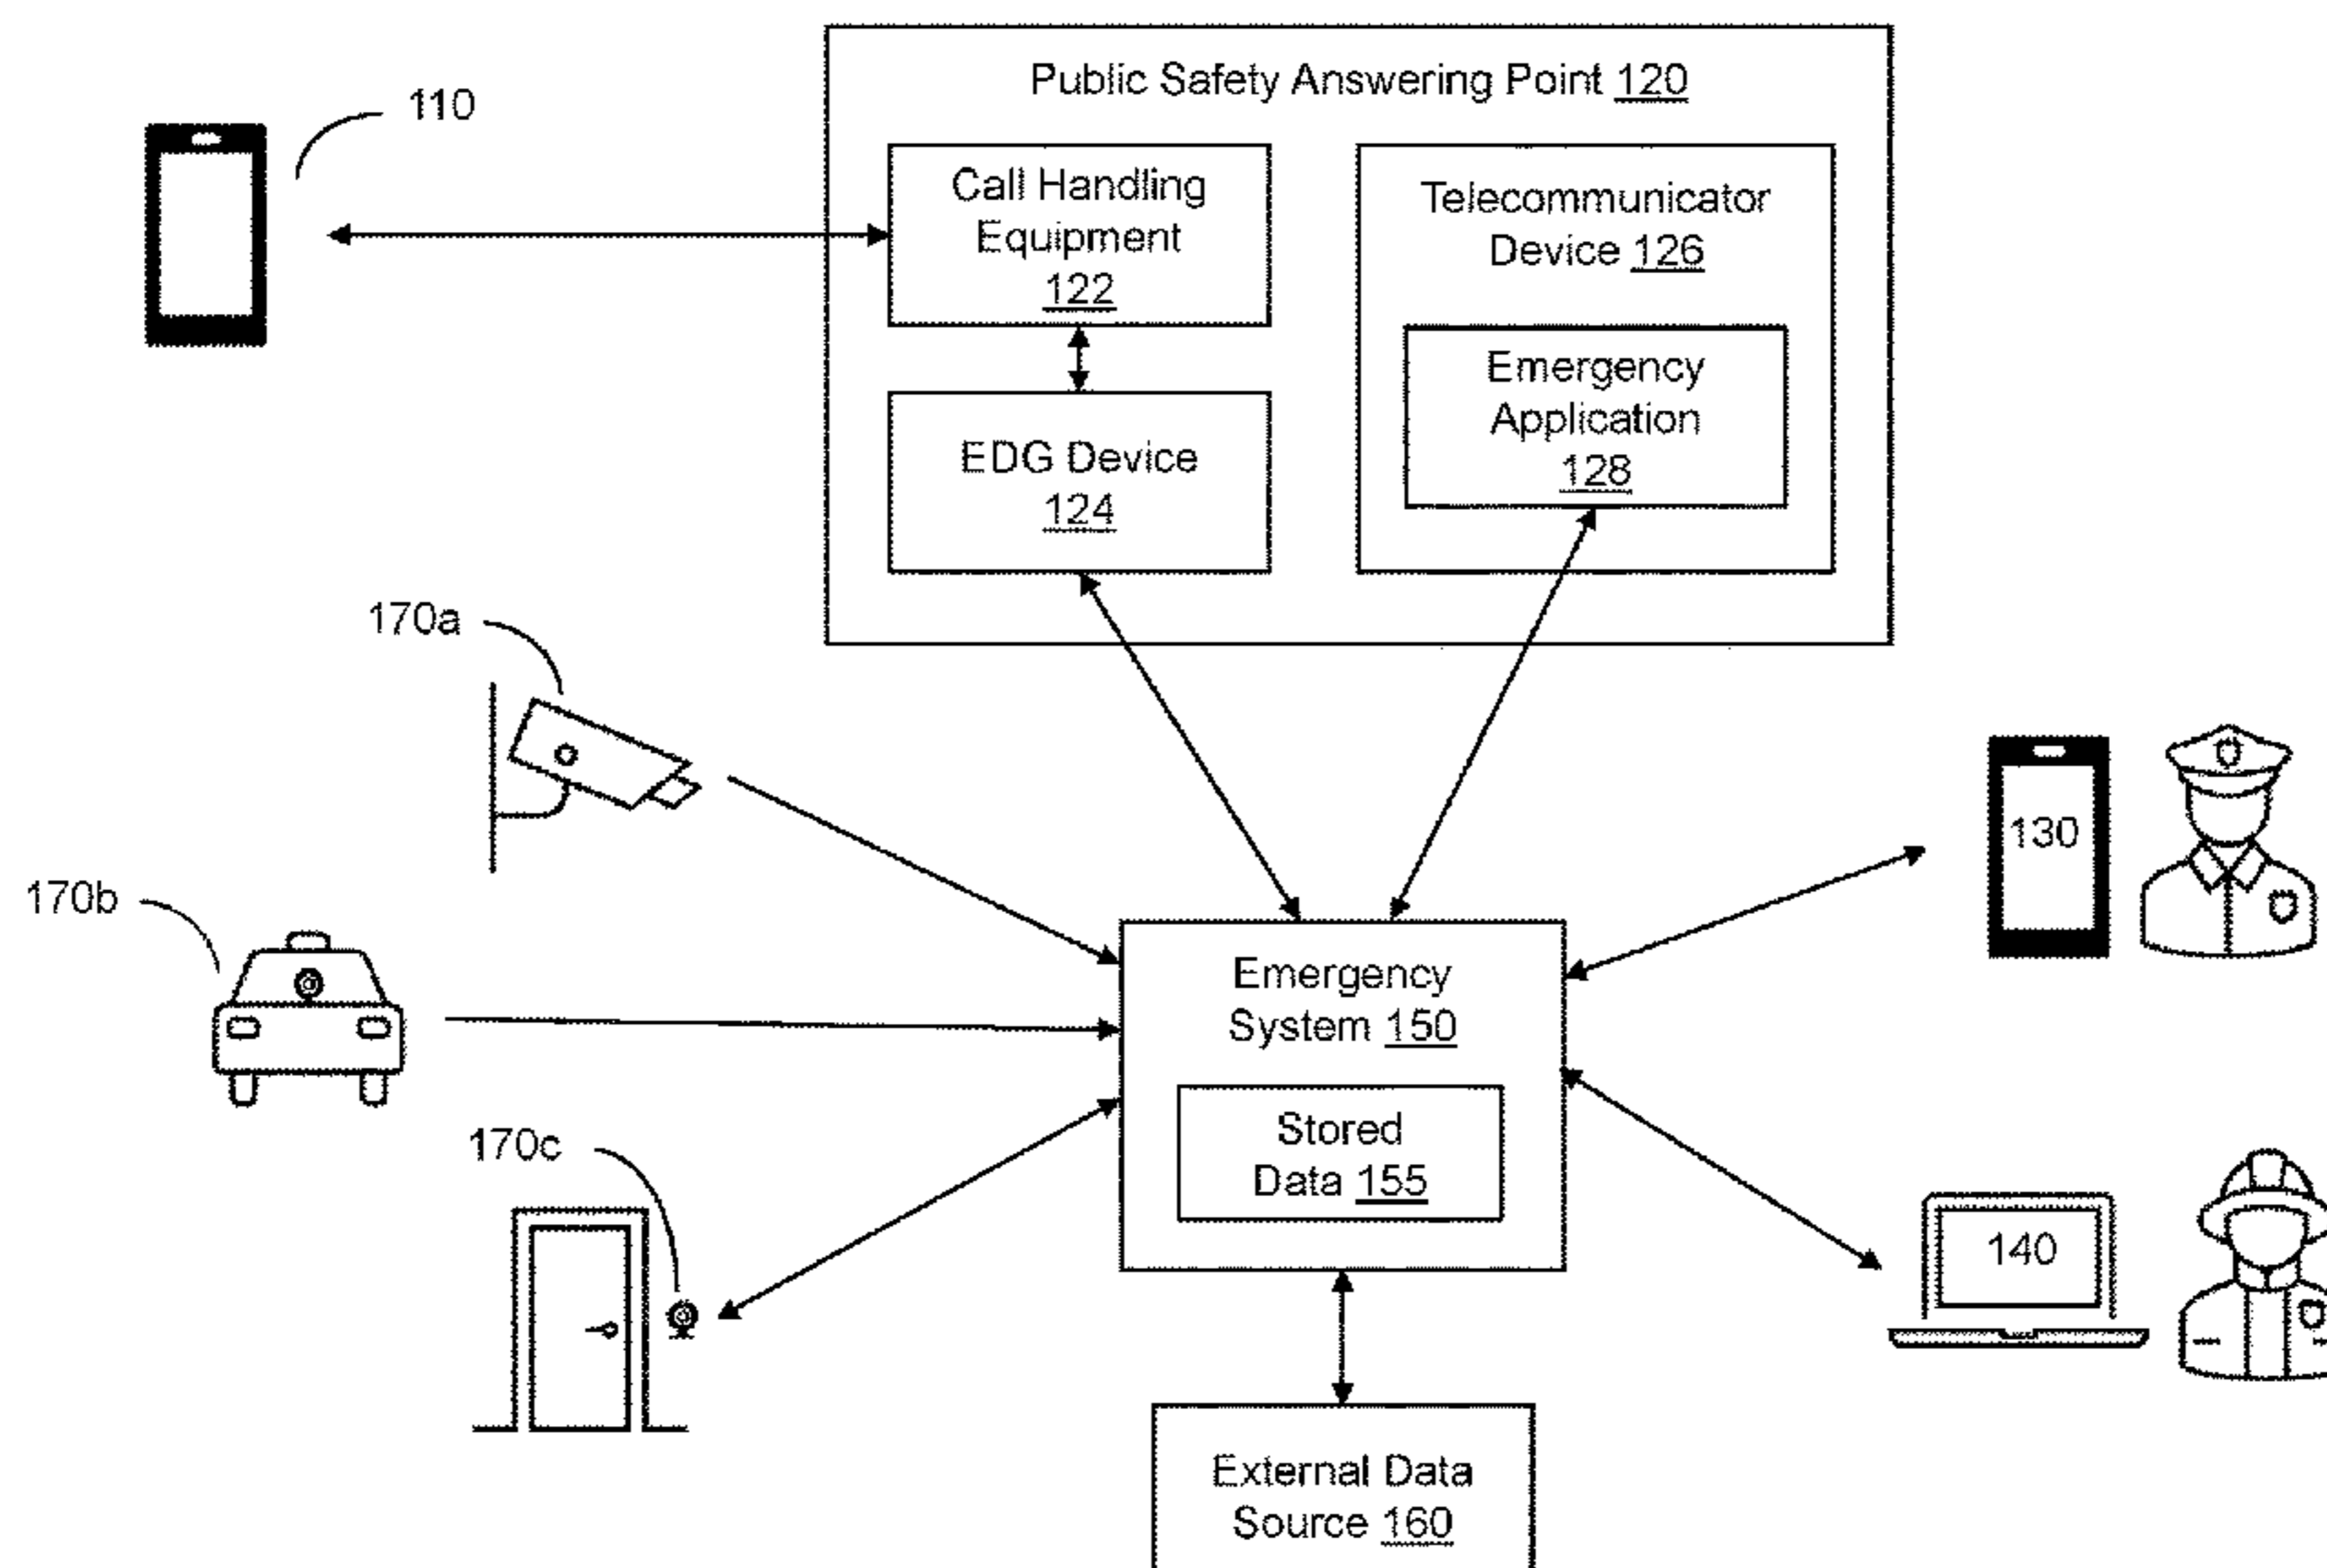 Public Safety Answering Point 120
110
Call Handling
Equipment
122
Telecommunicator
Device 126
Emergency
Application
128
EDG Device
124
170a
130
170b
Emergency
System 150
Stored
Data 155
170c
140
External Data
Source 160